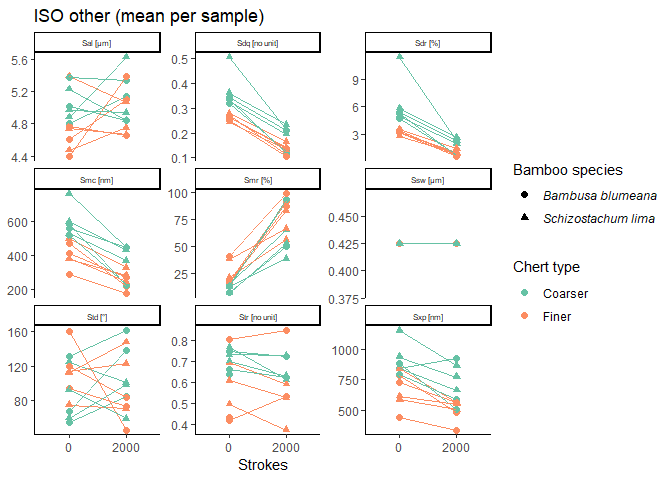 ISO other (mean per sample)
Sal [µm]
Sdq [no unit]
Sdr [%]
5.6
5.2
4.8
4.4
0.5
0.4
0.3
0.2
0.1
9
6
3
Smc [nm]
Smr [%]
Ssw [µm]
600
400
200
100
75
50
25
0.450
0.425
0.400
0.375
Std [°]
Str [no unit]
Sxp [nm]
160
120
80
0.8
0.7
0.6
0.5
0.4
1000
750
500
0 2000
0 2000
0 2000
Strokes
Bamboo species
Bambusa blumeana
Schizostachum lima
Chert type
Coarser
Finer